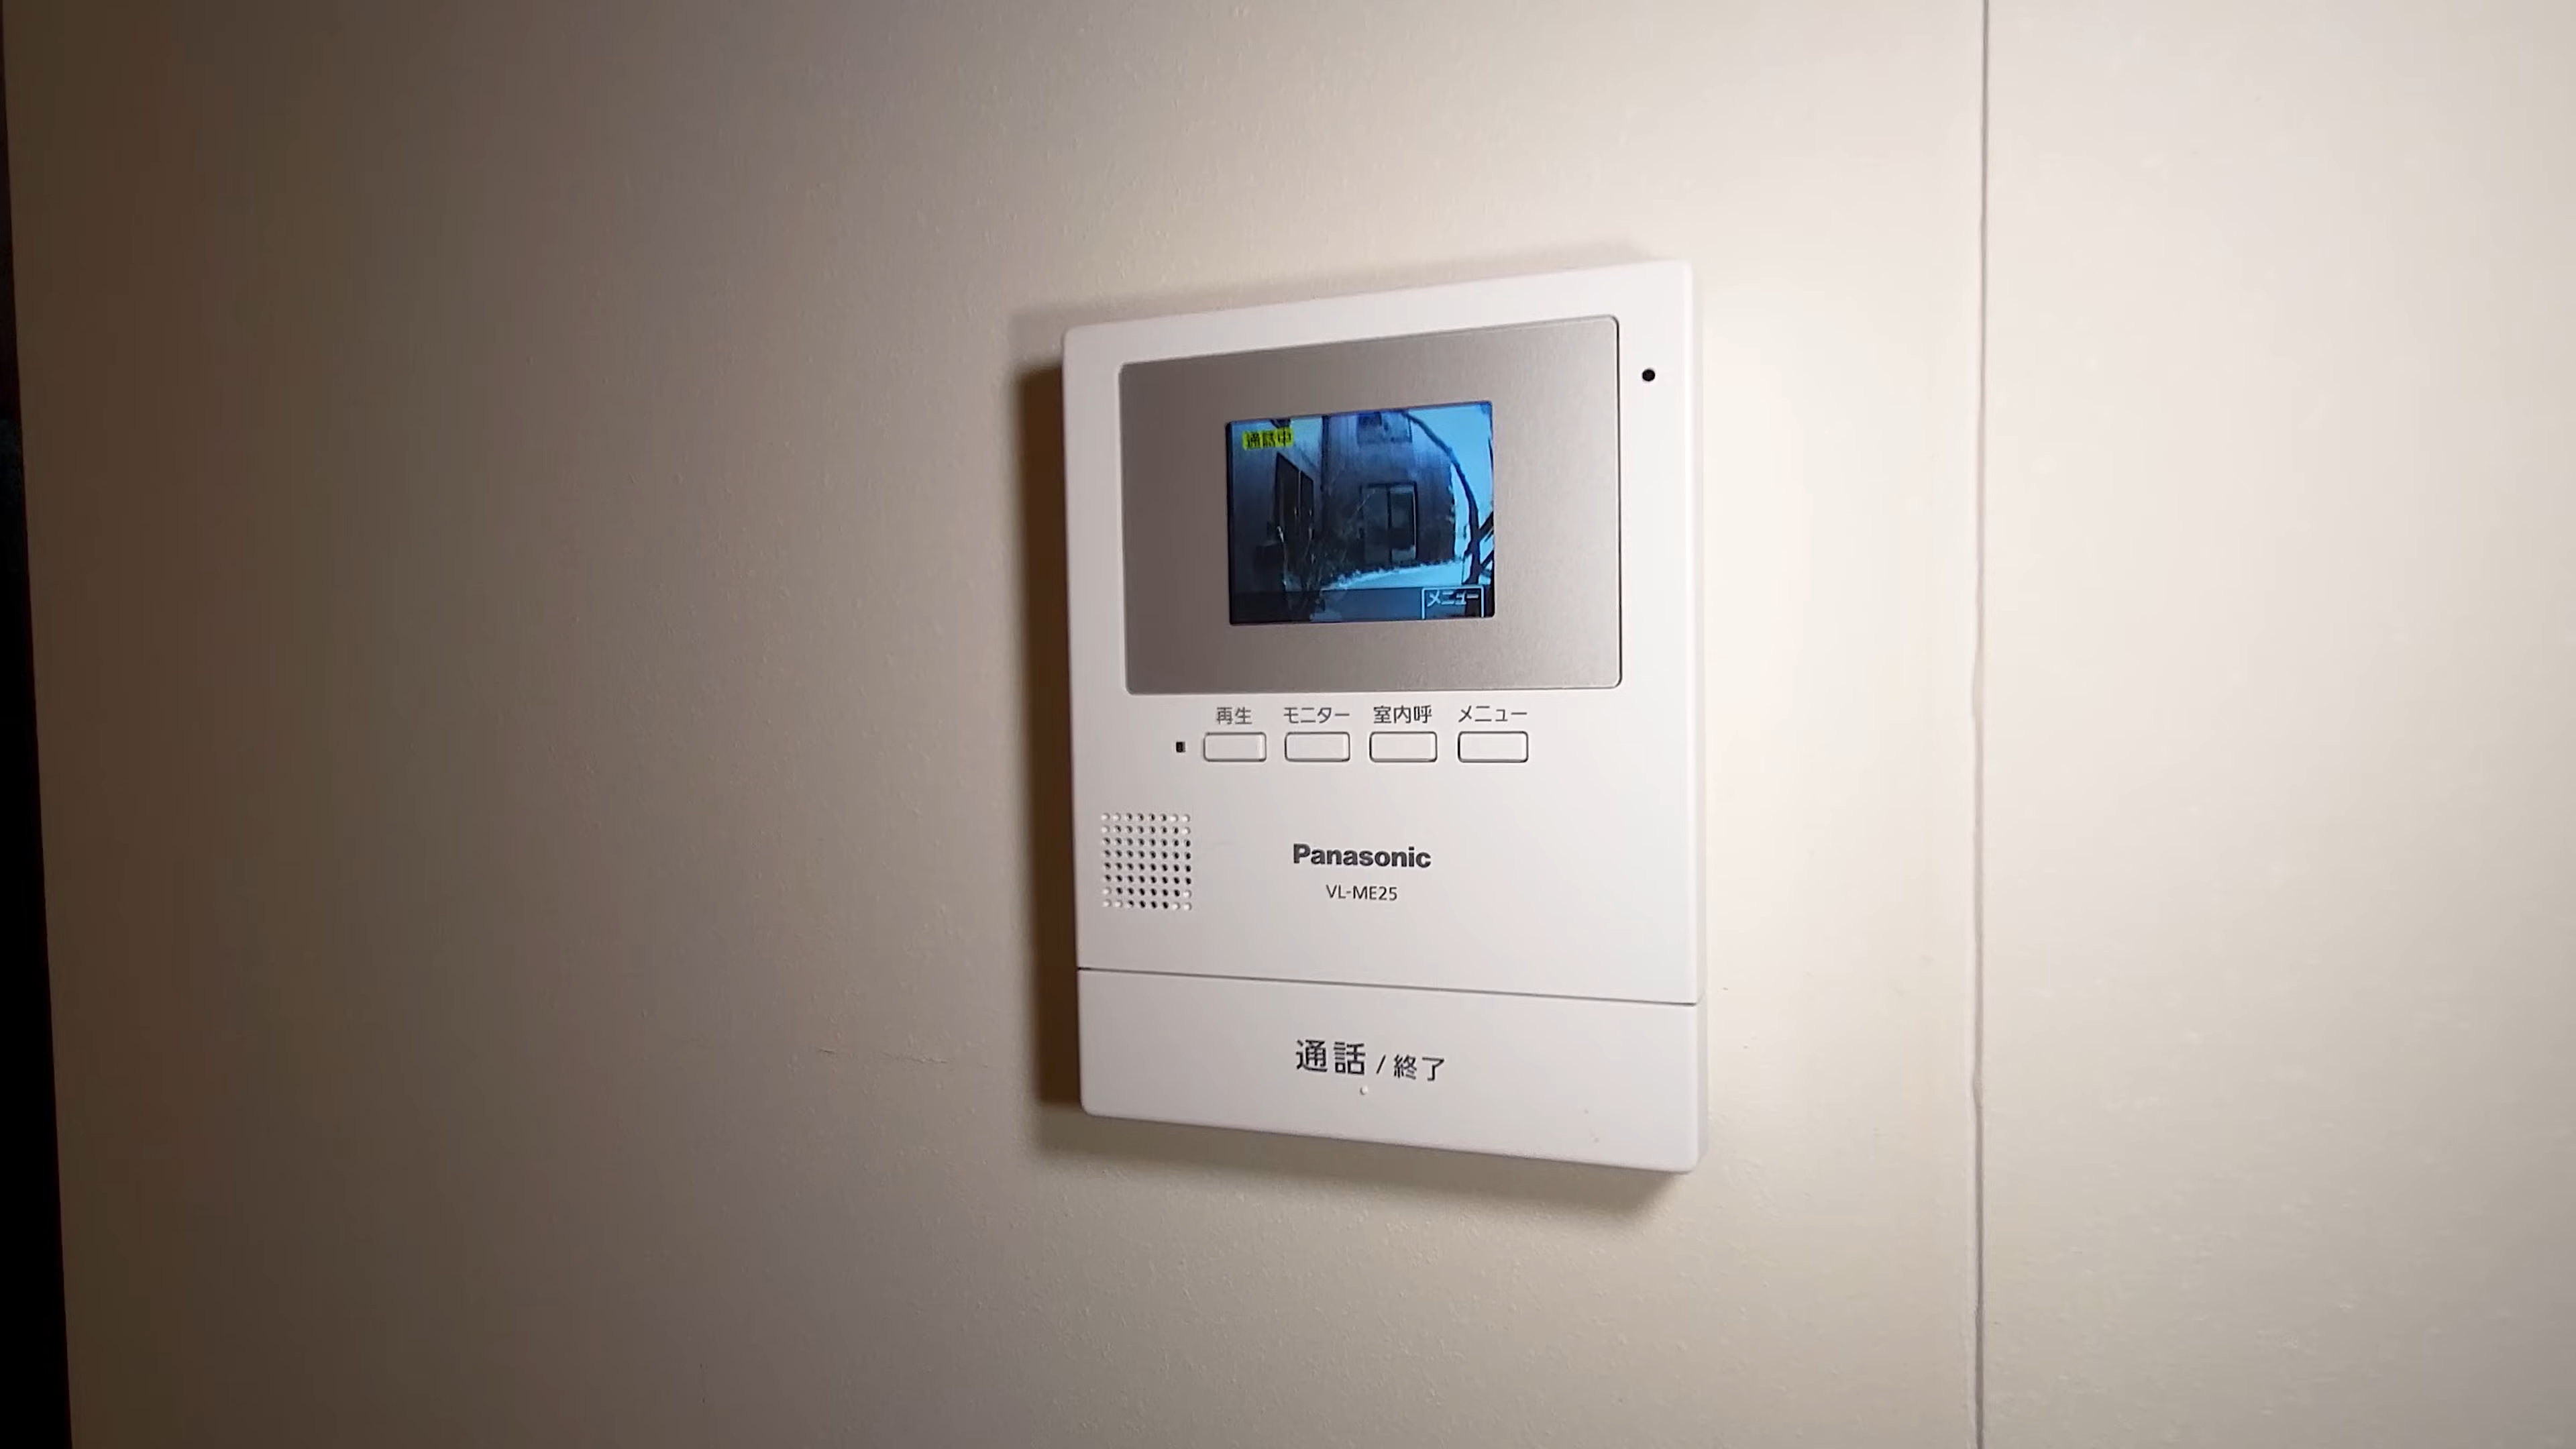 通話中
メニュー
再生 モニター 室内呼 メニュー
Panasonic
VL-ME25
通話 / 終了